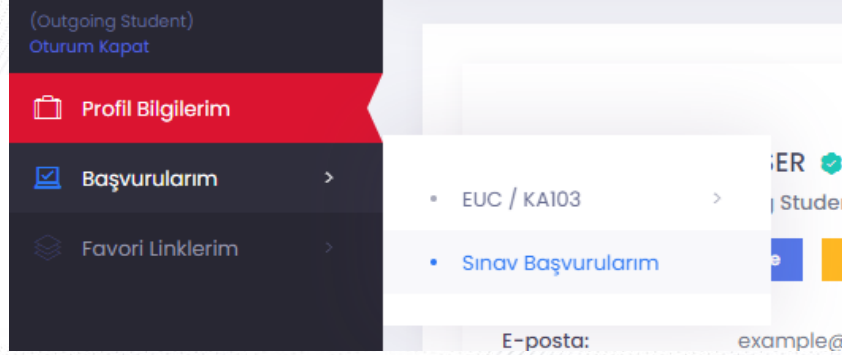 (Outgoing Student)
Oturum Kapat
Profil Bilgilerim
Başvurularım
Favori Linklerim
EUC / KA103
Sınav Başvurularım
E-posta: